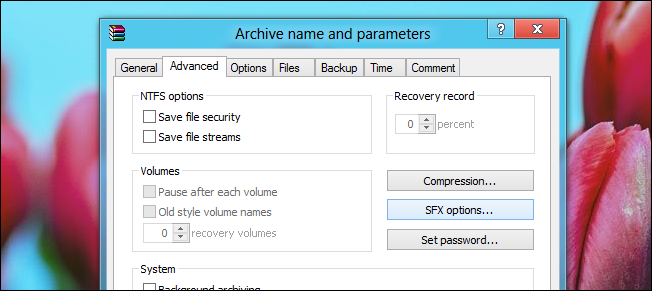 Archive name and parameters
?
General Advanced Options Files Backup Time Comment
NTFS options
Save file security
Save file streams
Recovery record
0 percent
Volumes
Pause after each volume
Old style volume names
0 recovery volumes
Compression...
SFX options...
Set password...
System
Background archiving